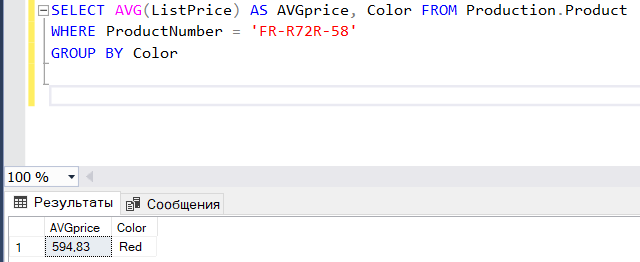 SELECT AVG(ListPrice) AS AVGprice, Color FROM Production.Product
WHERE ProductNumber = 'FR-R72R-58'
GROUP BY Color
100 %
Результаты Сообщения
AVGprice Color
1 594,83 Red